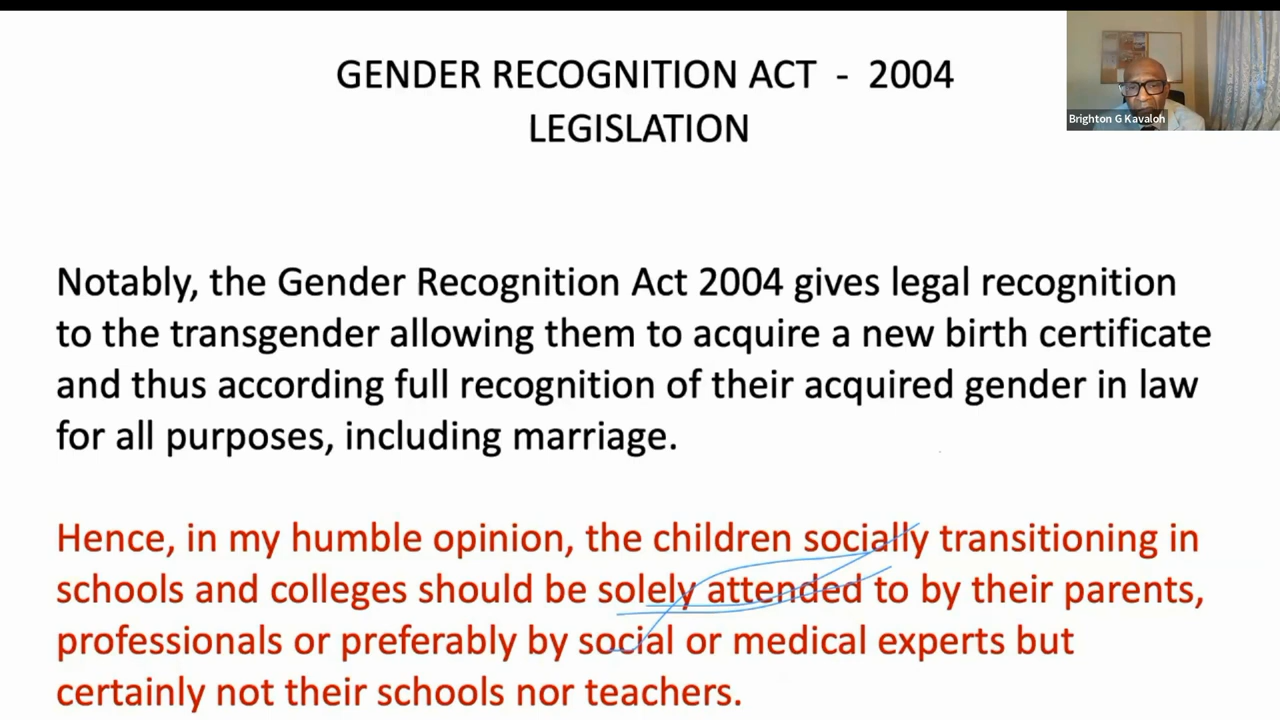 GENDER RECOGNITION ACT - 2004
LEGISLATION
Brighton G Kavaloh
Notably, the Gender Recognition Act 2004 gives legal recognition
to the transgender allowing them to acquire a new birth certificate
and thus according full recognition of their acquired gender in law
for all purposes, including marriage.
Hence, in my humble opinion, the children socially transitioning in
schools and colleges should be solely attended to by their parents,
professionals or preferably by social or medical experts but
certainly not their schools nor teachers.